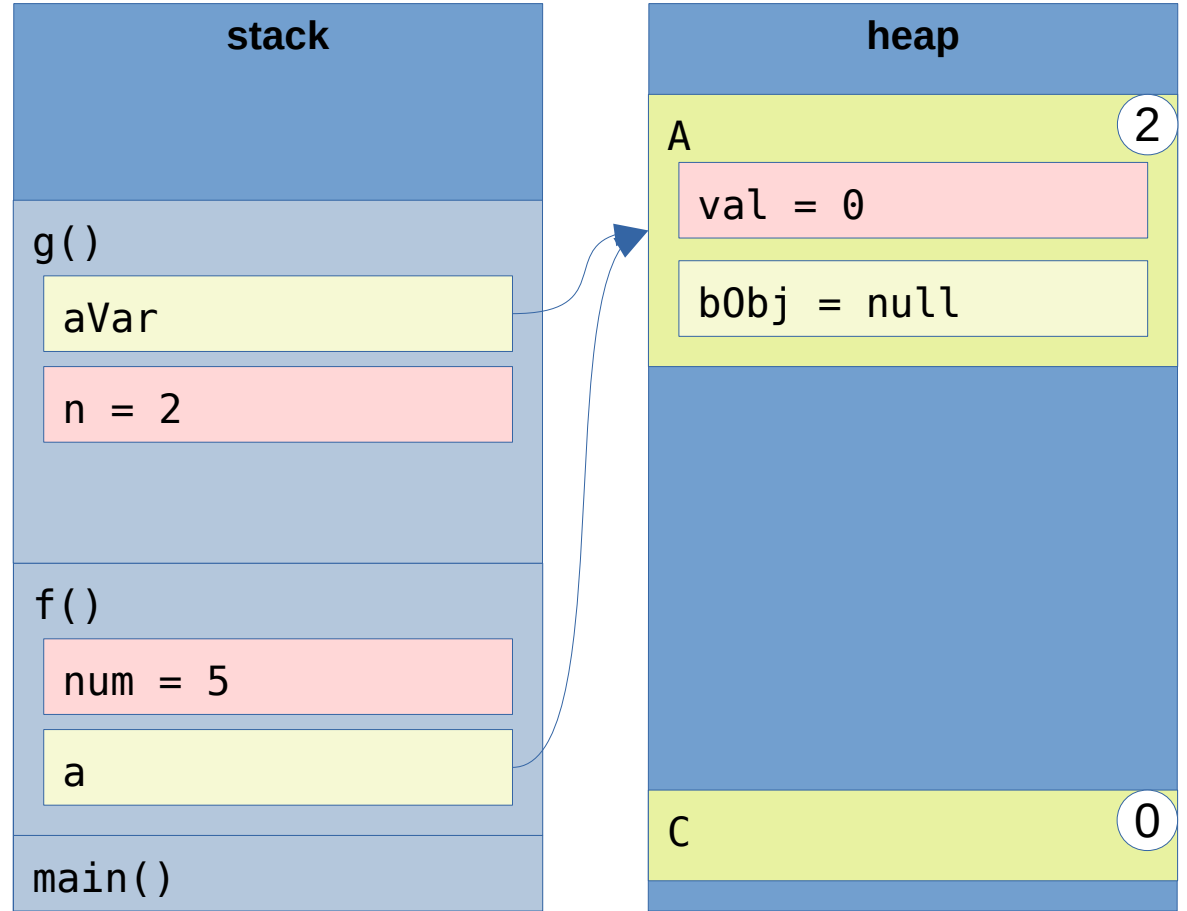 stack
g()
aVar
n = 2
f()
num = 5
a
main()
heap
A
2
val = 0
bObj = null
C
0